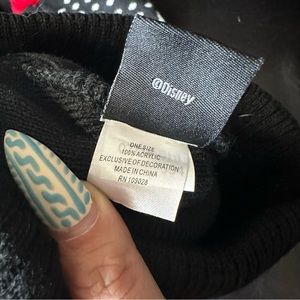 ©Disney
ONE SIZE
100% ACRYLIC
EXCLUSIVE OF DECORATION
MADE IN CHINA
RN 109028